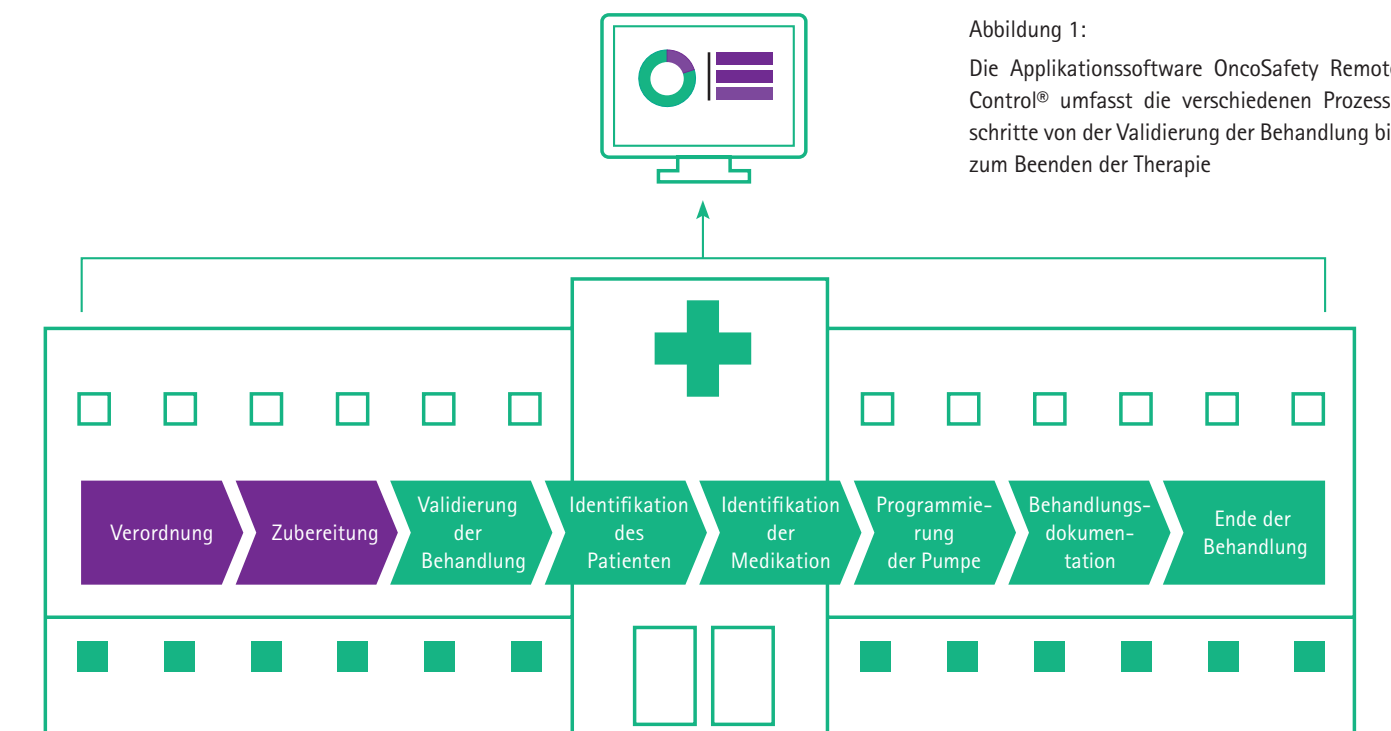 Abbildung 1:
Die Applikationssoftware OncoSafety Remote
Control® umfasst die verschiedenen Prozess
schritte von der Validierung der Behandlung bi
zum Beenden der Therapie
Verordnung
Zubereitung
Validierung
der
Behandlung
Identifikation
des
Patienten
Identifikation
der
Medikation
Programmie-
rung
der Pumpe
Behandlungs-
dokumen-
tation
Ende der
Behandlung